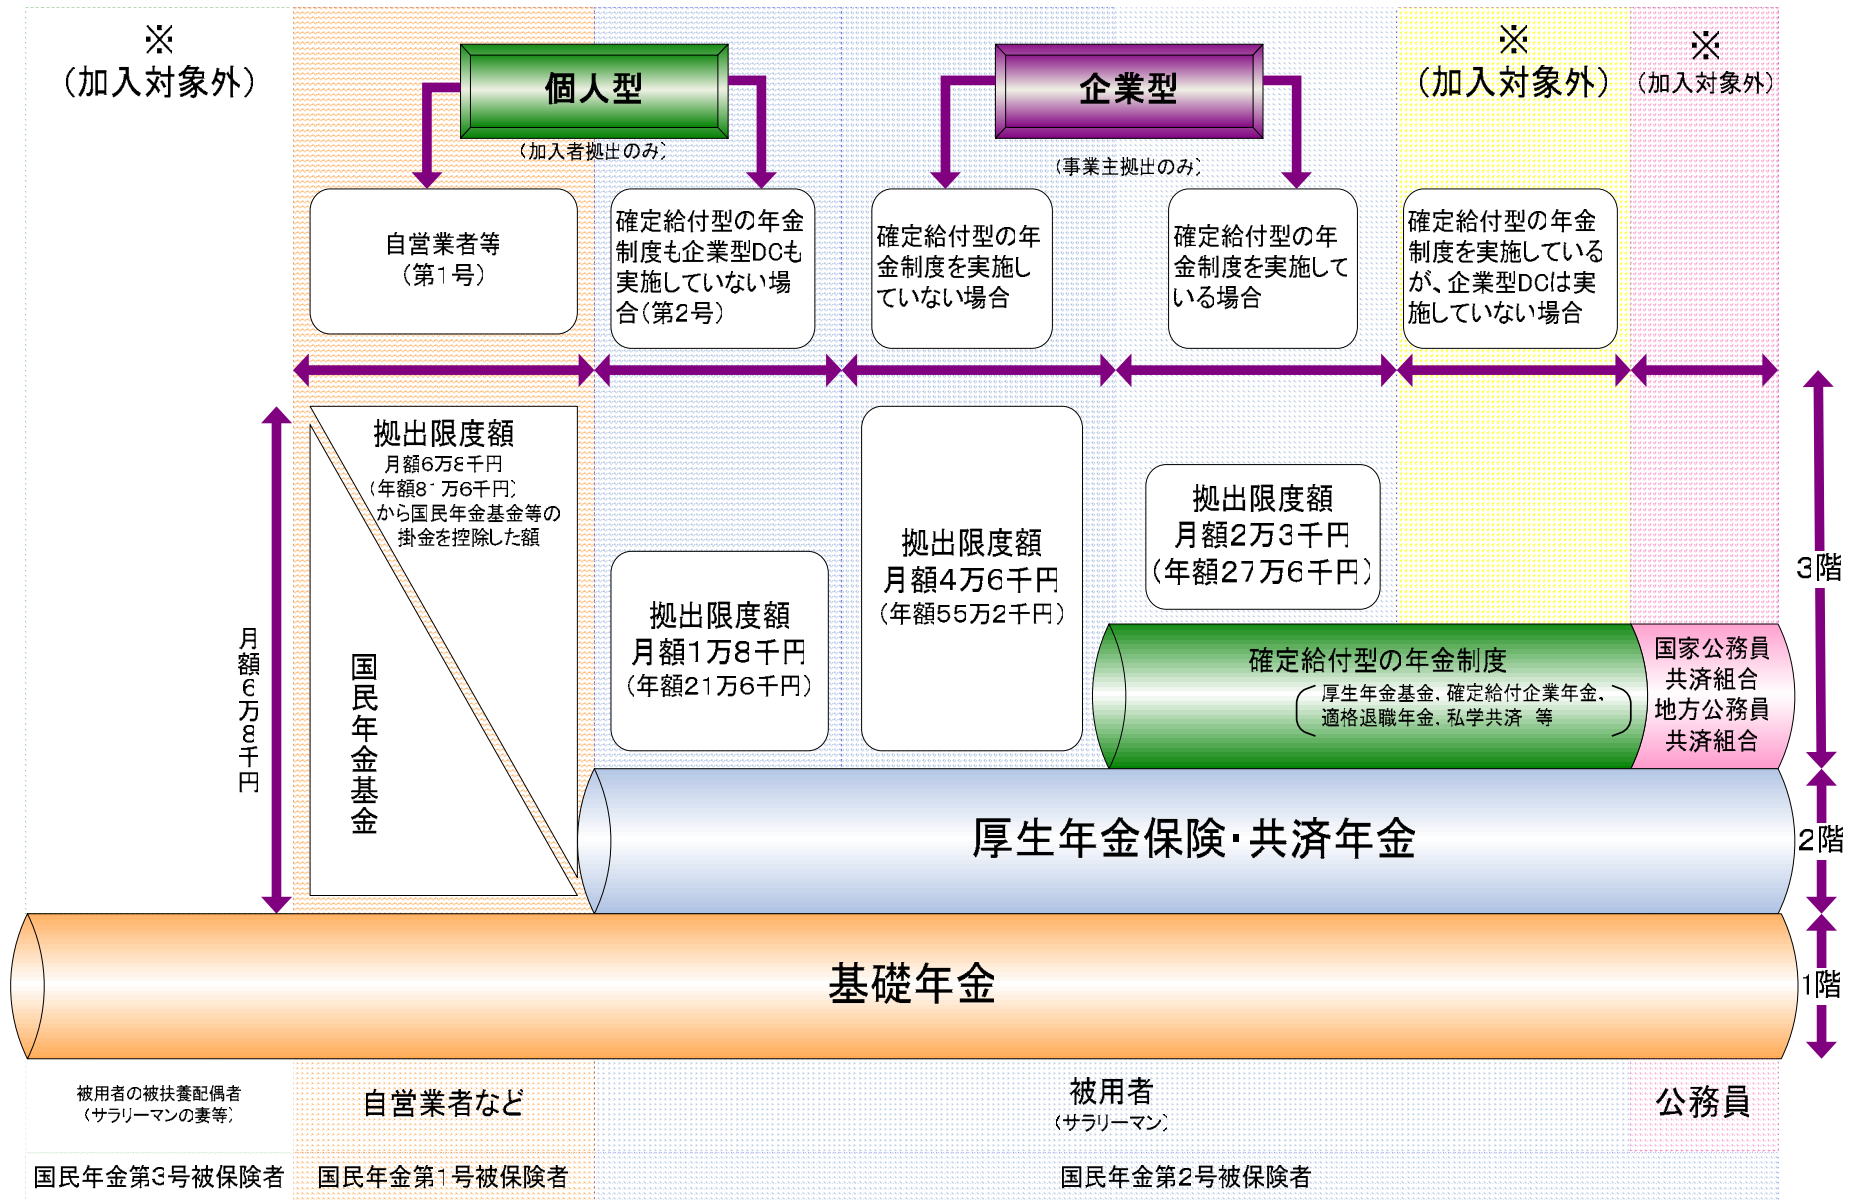 ※
（加入対象外）
個人型
（加入者拠出のみ）
企業型
（事業主拠出のみ）
※
（加入対象外）
※
（加入対象外）
自営業者等
（第1号）
確定給付型の年金
制度も企業型DCも
実施していない場
合（第2号）
確定給付型の年
金制度を実施し
ていない場合
確定給付型の年
金制度を実施して
いる場合
確定給付型の年金
制度を実施している
が、企業型DCは実
施していない場合
拠出限度額
月額6万8千円
（年額81万6千円）
から国民年金基金等の
掛金を控除した額
国民年金基金
月額6万8千円
拠出限度額
月額1万8千円
（年額21万6千円）
拠出限度額
月額4万6千円
（年額55万2千円）
拠出限度額
月額2万3千円
（年額27万6千円）
確定給付型の年金制度
厚生年金基金、確定給付企業年金、
適格退職年金、私学共済 等
国家公務員
共済組合
地方公務員
共済組合
3階
厚生年金保険・共済年金
2階
基礎年金
1階
被用者の被扶養配偶者
（サラリーマンの妻等）
自営業者など
被用者
（サラリーマン）
公務員
国民年金第3号被保険者
国民年金第1号被保険者
国民年金第2号被保険者